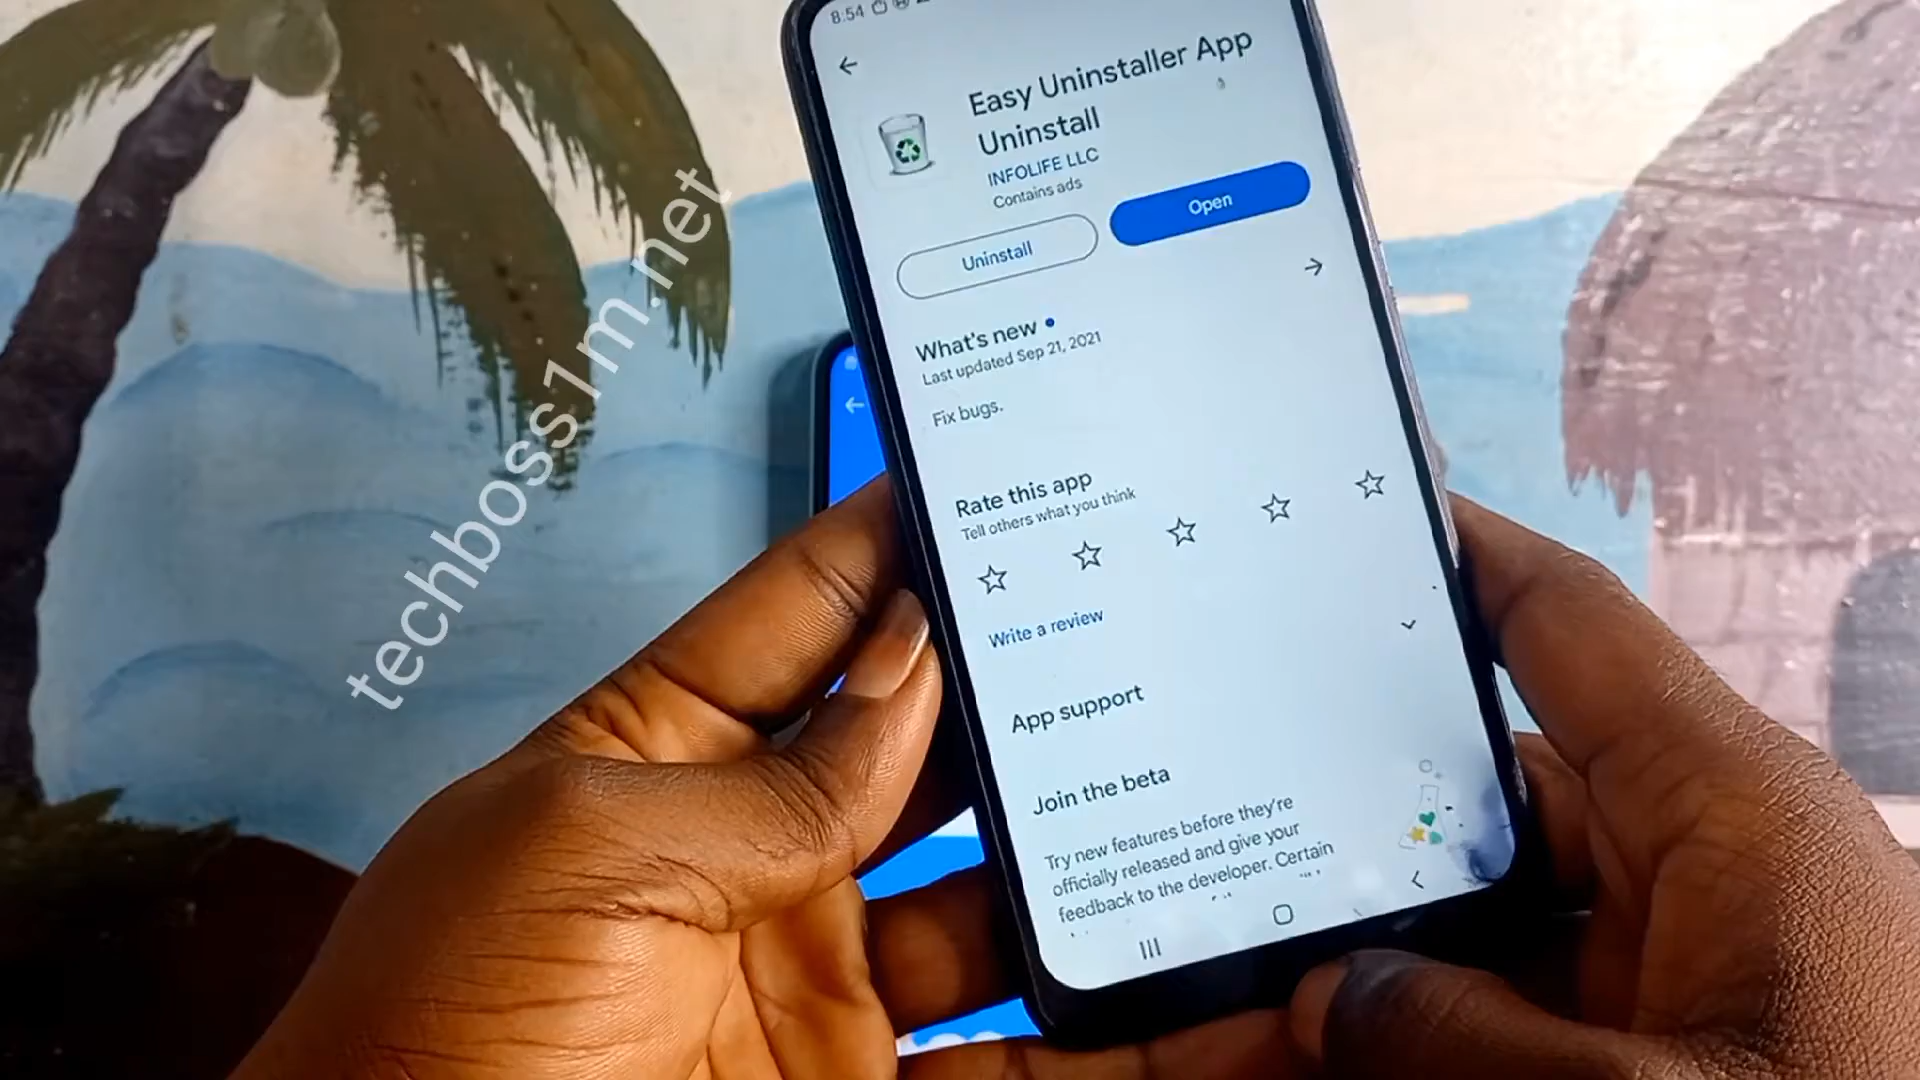 8:54
Easy Uninstaller App
Uninstall
INFOLIFE LLC
Contains ads
Uninstall
Open
What's new
Last updated Sep 21, 2021
Fix bugs.
Rate this app
Tell others what you think
Write a review
App support
Join the beta
Try new features before they're
officially released and give your
feedback to the developer. Certain
techboss1m.net